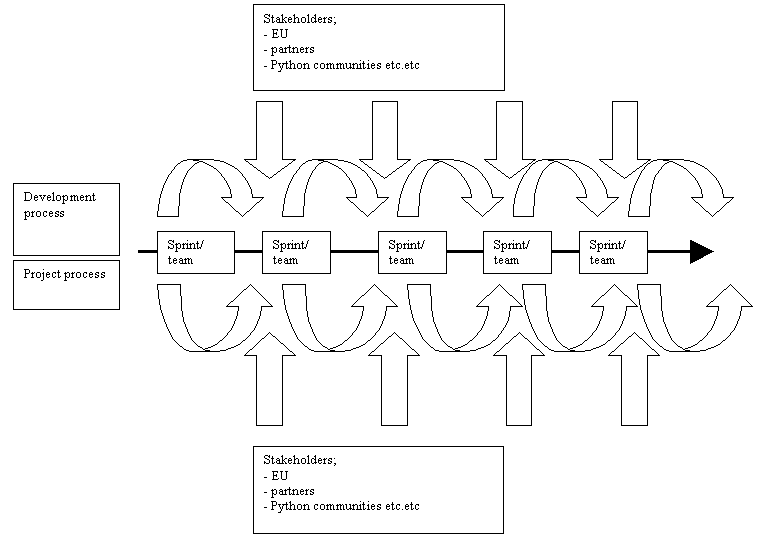 Stakeholders;
- EU
- partners
- Python communities etc.etc
Development
process
Project process
Sprint/
team
Sprint/
team
Sprint/
team
Sprint/
team
Sprint/
team
Stakeholders;
- EU
- partners
- Python communities etc.etc